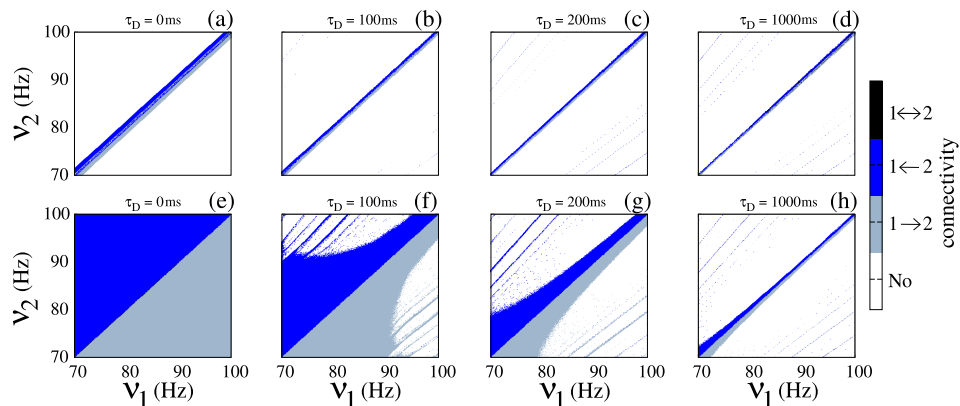 τD = 0ms (a) τD = 100ms (b) τD = 200ms (c) τD = 1000ms (d)
100
90
80
70
ν2 (Hz)
τD = 0ms (e) τD = 100ms (f) τD = 200ms (g) τD = 1000ms (h)
100
90
80
70
ν2 (Hz)
70 80 90 100 70 80 90 100 70 80 90 100 70 80 90 100
ν1 (Hz) ν1 (Hz) ν1 (Hz) ν1 (Hz)
1↔2
1←2
1→2
No
connectivity